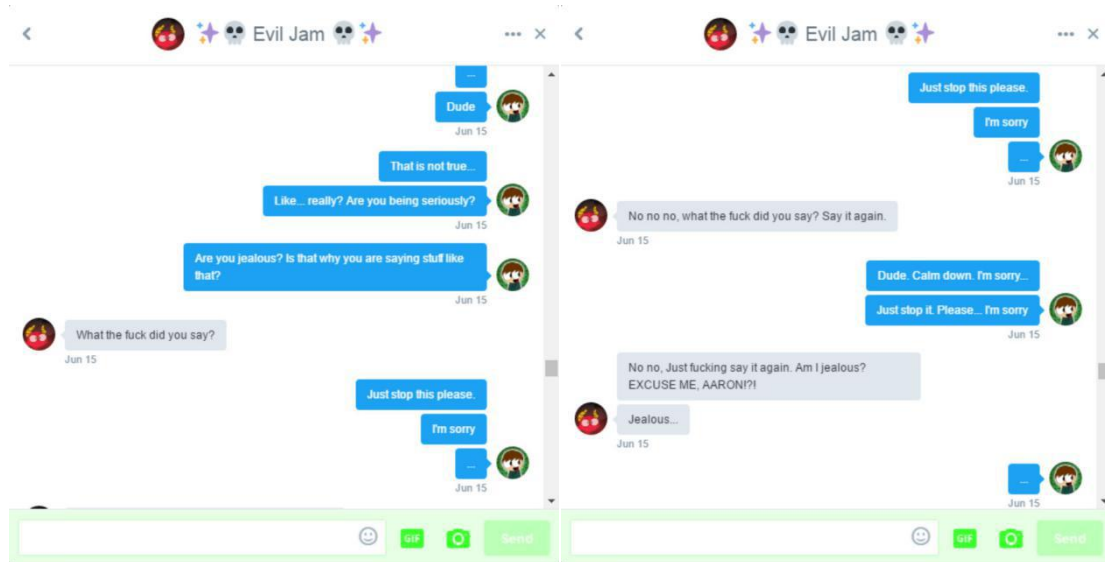 ✨💀 Evil Jam 💀✨
...
Dude
Jun 15
That is not true...
Like... really? Are you being seriously?
Jun 15
Are you jealous? Is that why you are saying stuff like
that?
Jun 15
What the fuck did you say?
Jun 15
Just stop this please.
I'm sorry
...
Jun 15
GIF
Send
✨💀 Evil Jam 💀✨
Just stop this please.
I'm sorry
...
Jun 15
No no no, what the fuck did you say? Say it again.
Jun 15
Dude. Calm down. I'm sorry...
Just stop it. Please... I'm sorry
Jun 15
No no, Just fucking say it again. Am I jealous?
EXCUSE ME, AARON!?!
Jealous...
Jun 15
...
Jun 15
GIF
Send